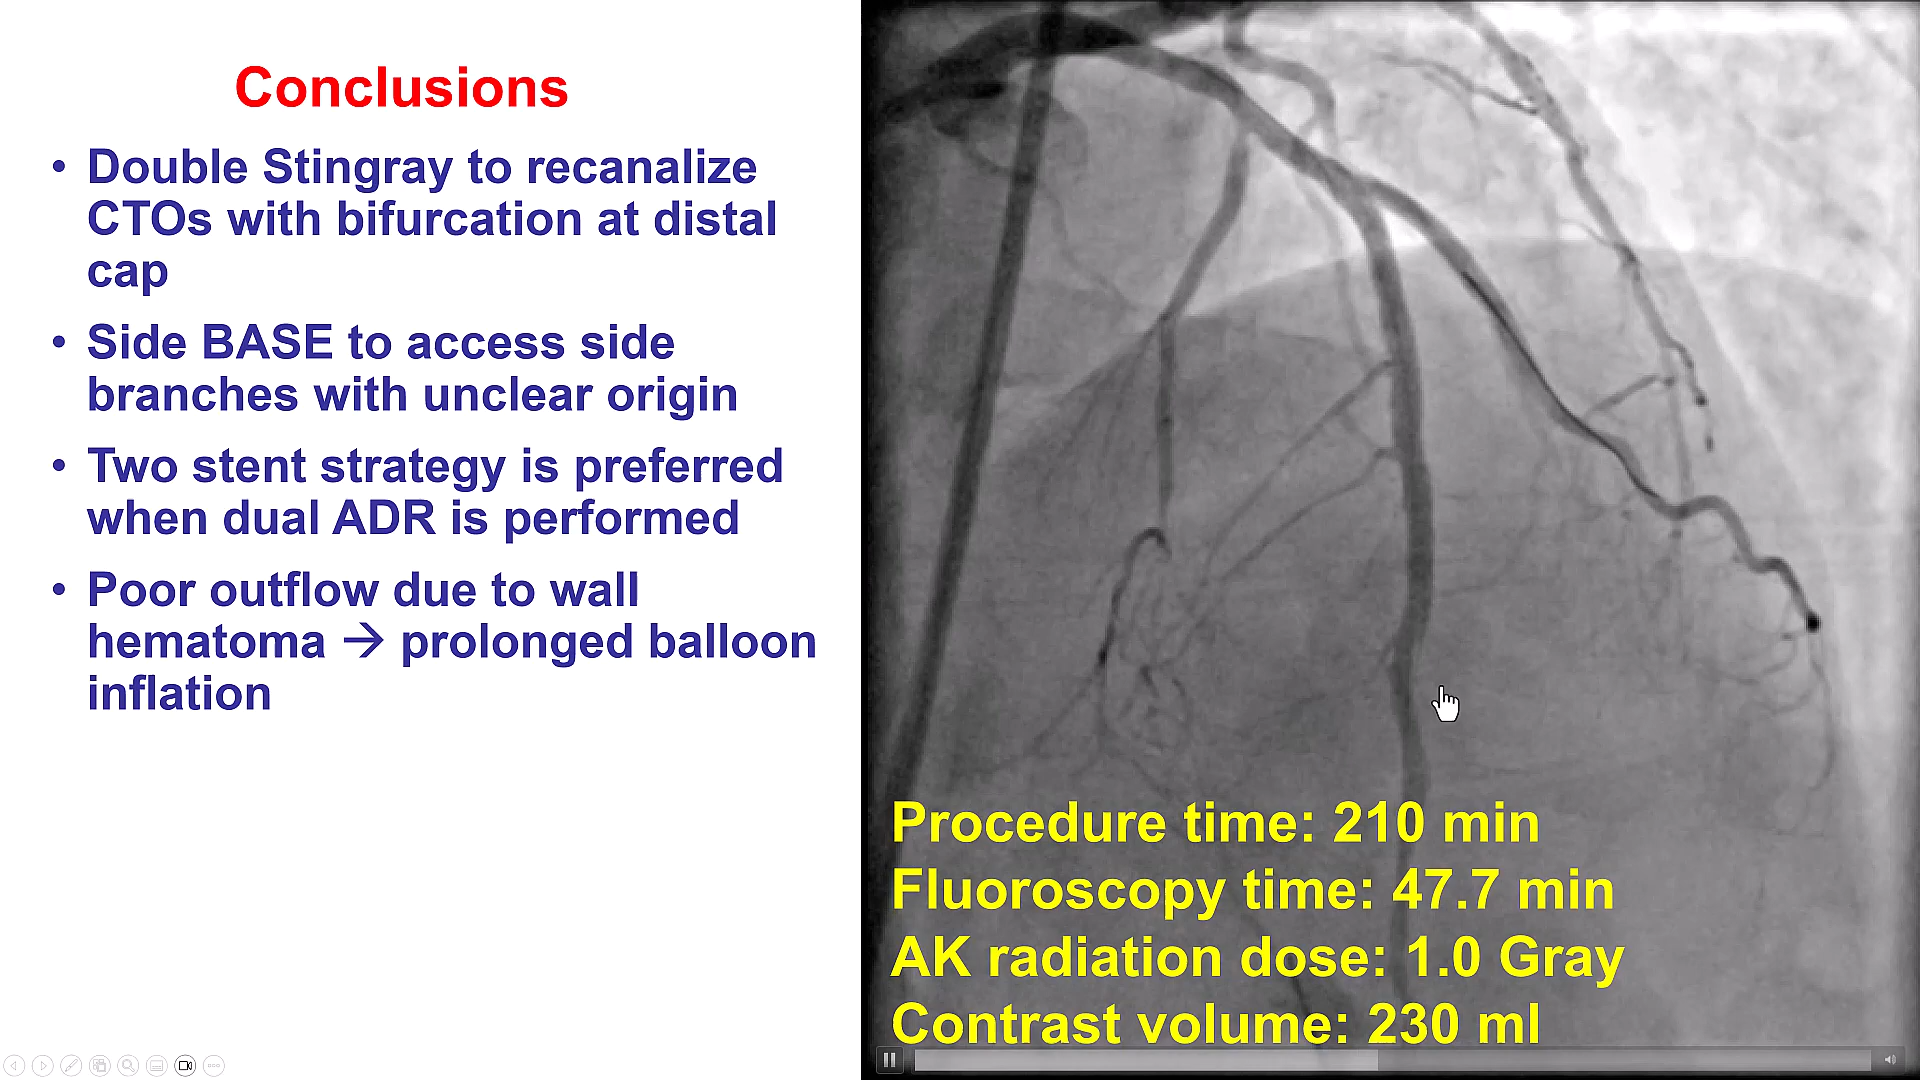 Conclusions
• Double Stingray to recanalize
CTOs with bifurcation at distal
cap
• Side BASE to access side
branches with unclear origin
• Two stent strategy is preferred
when dual ADR is performed
• Poor outflow due to wall
hematoma → prolonged balloon
inflation
Procedure time: 210 min
Fluoroscopy time: 47.7 min
AK radiation dose: 1.0 Gray
Contrast volume: 230 ml